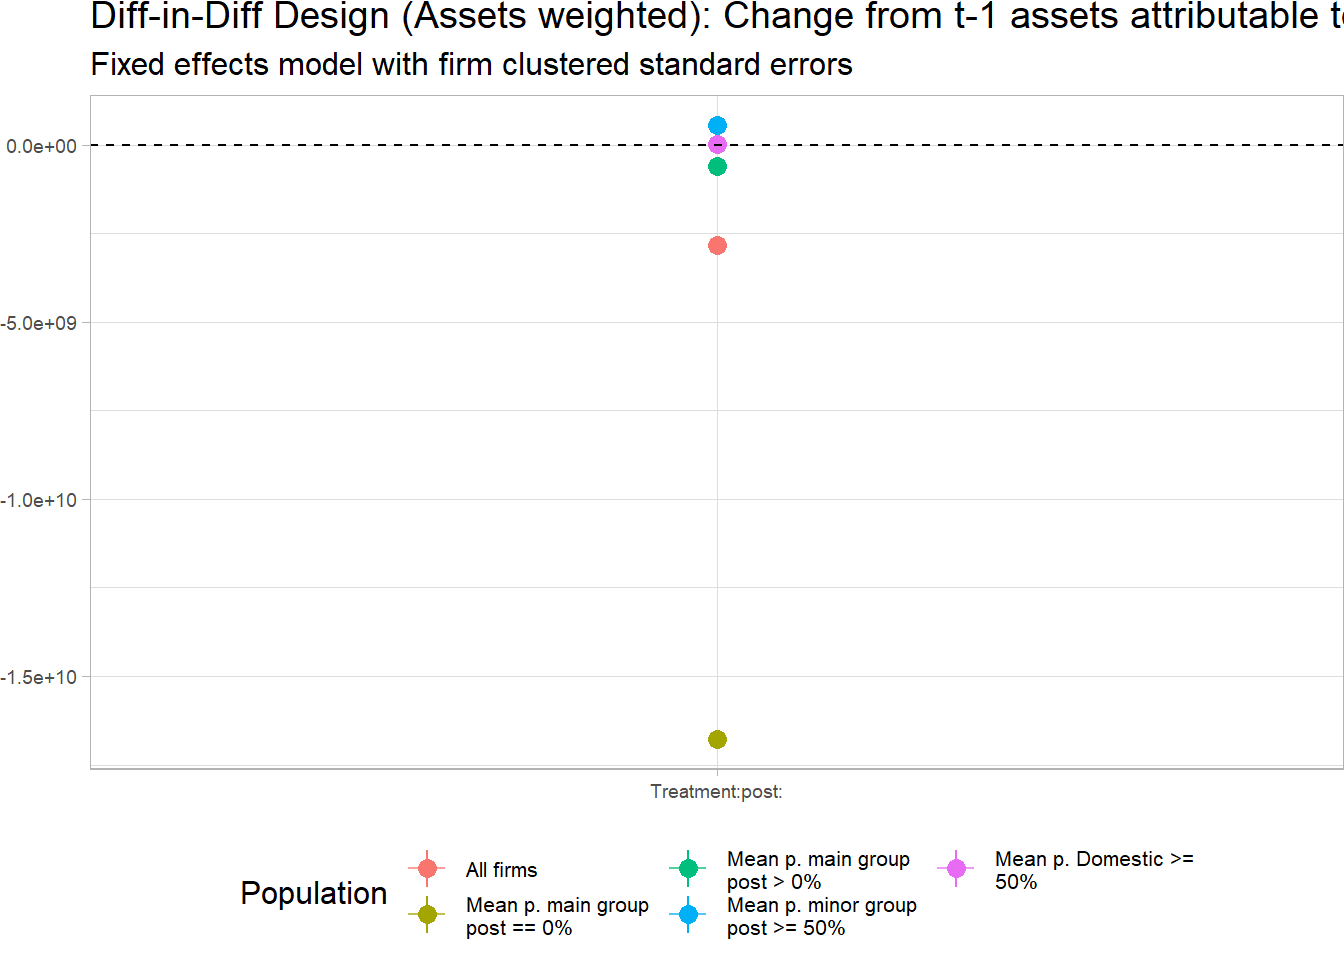 Diff-in-Diff Design (Assets weighted): Change from t-1 assets attributable
Fixed effects model with firm clustered standard errors
0.0e+00
-5.0e+09
-1.0e+10
-1.5e+10
Treatment:post:
Population
All firms
Mean p. main group
post == 0%
Mean p. main group
post > 0%
Mean p. minor group
post >= 50%
Mean p. Domestic >=
50%